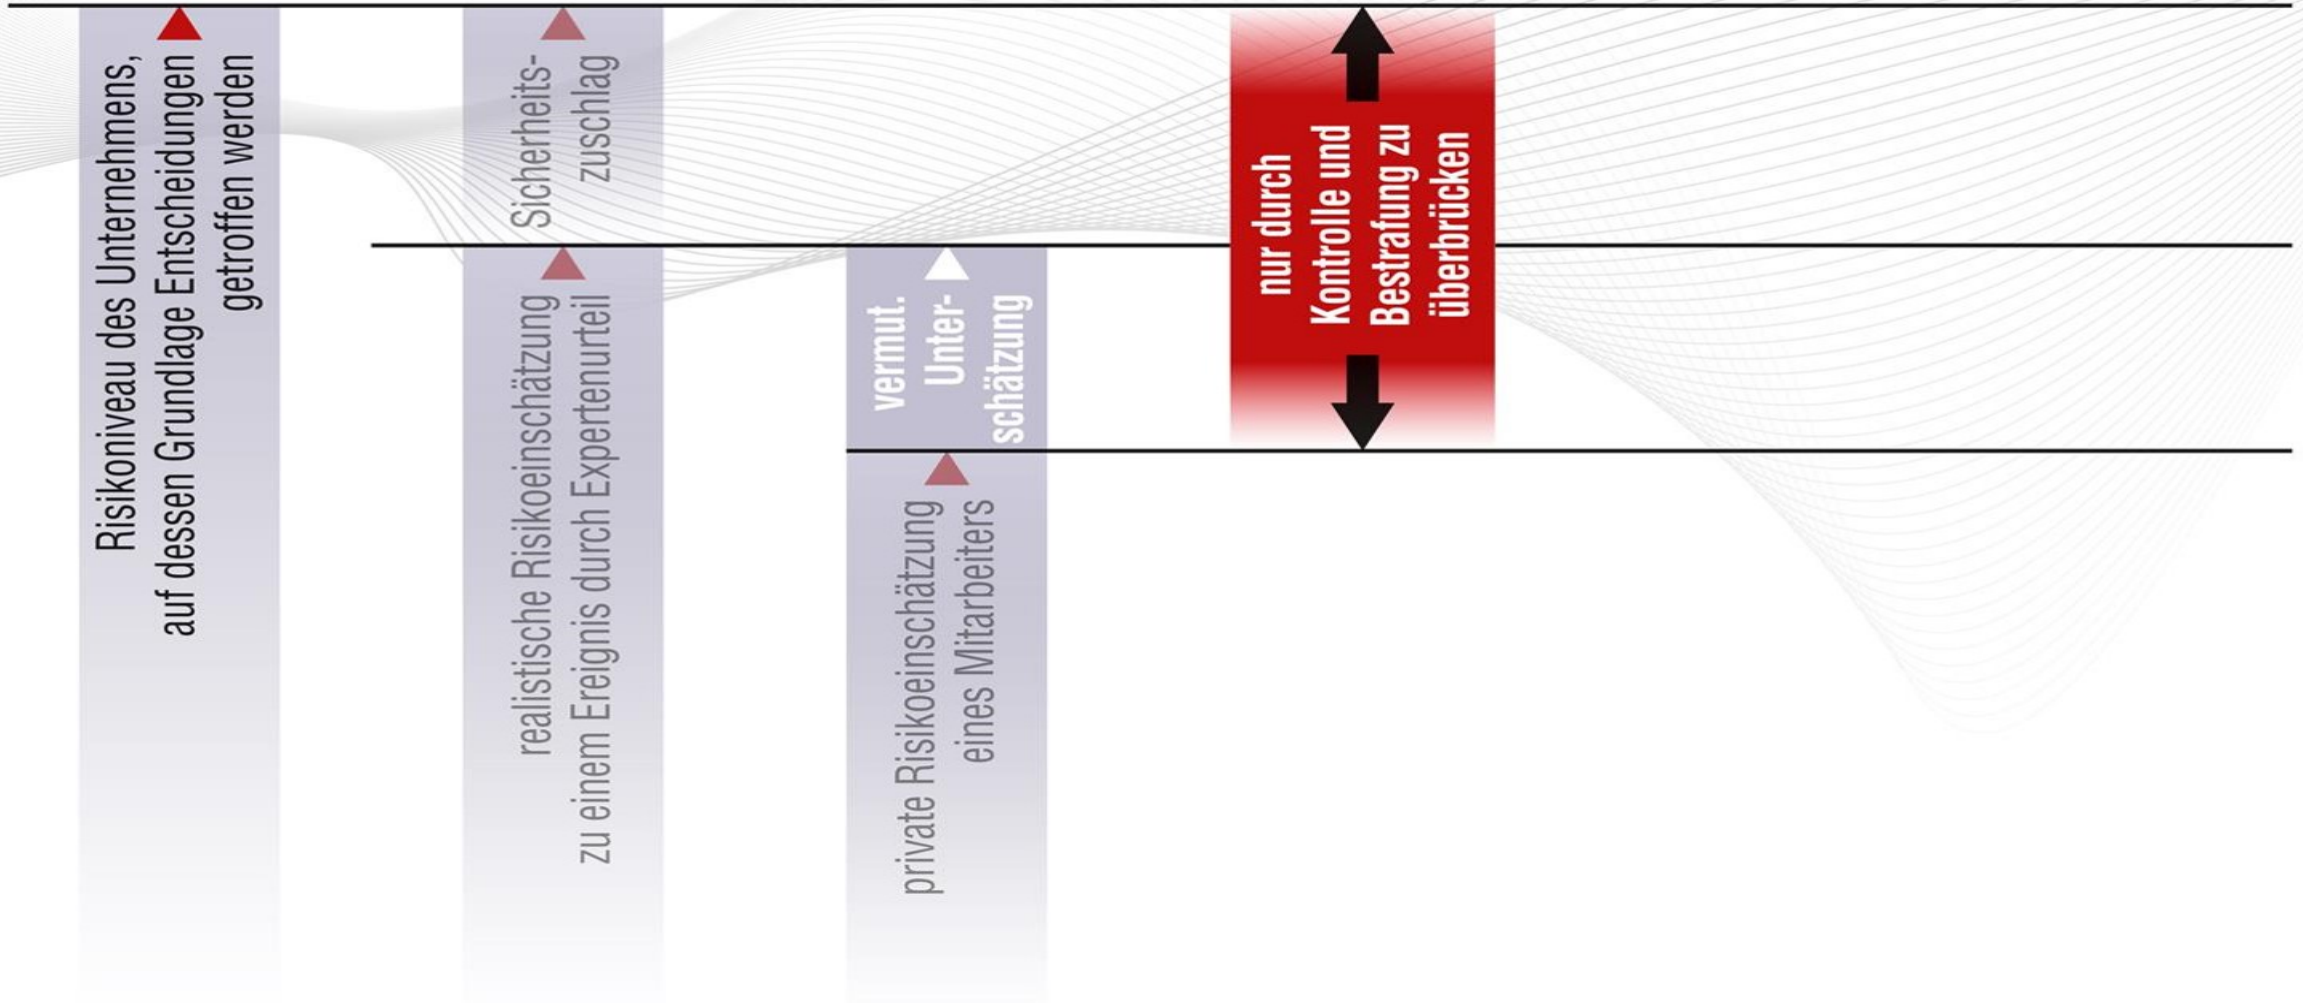 Risikoniveau des Unternehmens,
auf dessen Grundlage Entscheidungen
getroffen werden
Sicherheits-
zuschlag
realistische Risikoeinschätzung
zu einem Ereignis durch Expertenurteil
vermut.
Unter-
schätzung
private Risikoeinschätzung
eines Mitarbeiters
nur durch
Kontrolle und
Bestrafung zu
überbrücken